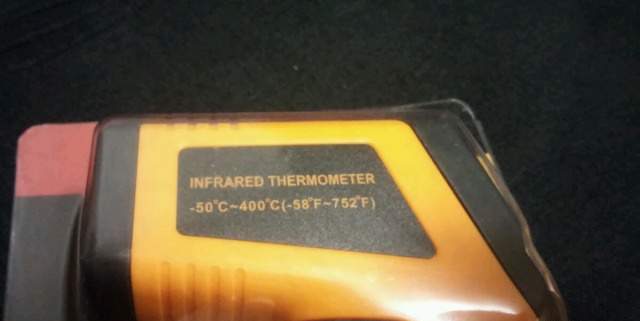 INFRARED THERMOMETER
-50°C~400°C(-58°F~752°F)